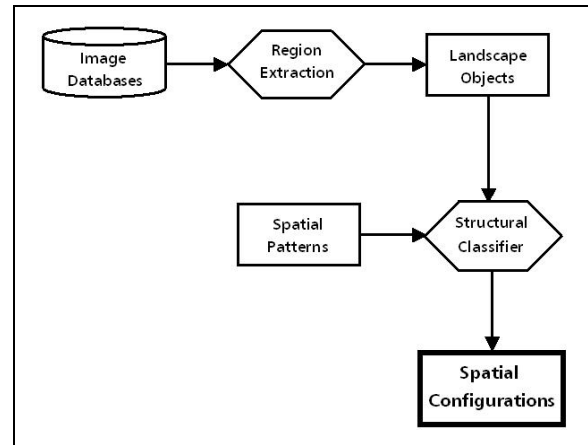 Image
Databases
Region
Extraction
Landscape
Objects
Spatial
Patterns
Structural
Classifier
Spatial
Configurations